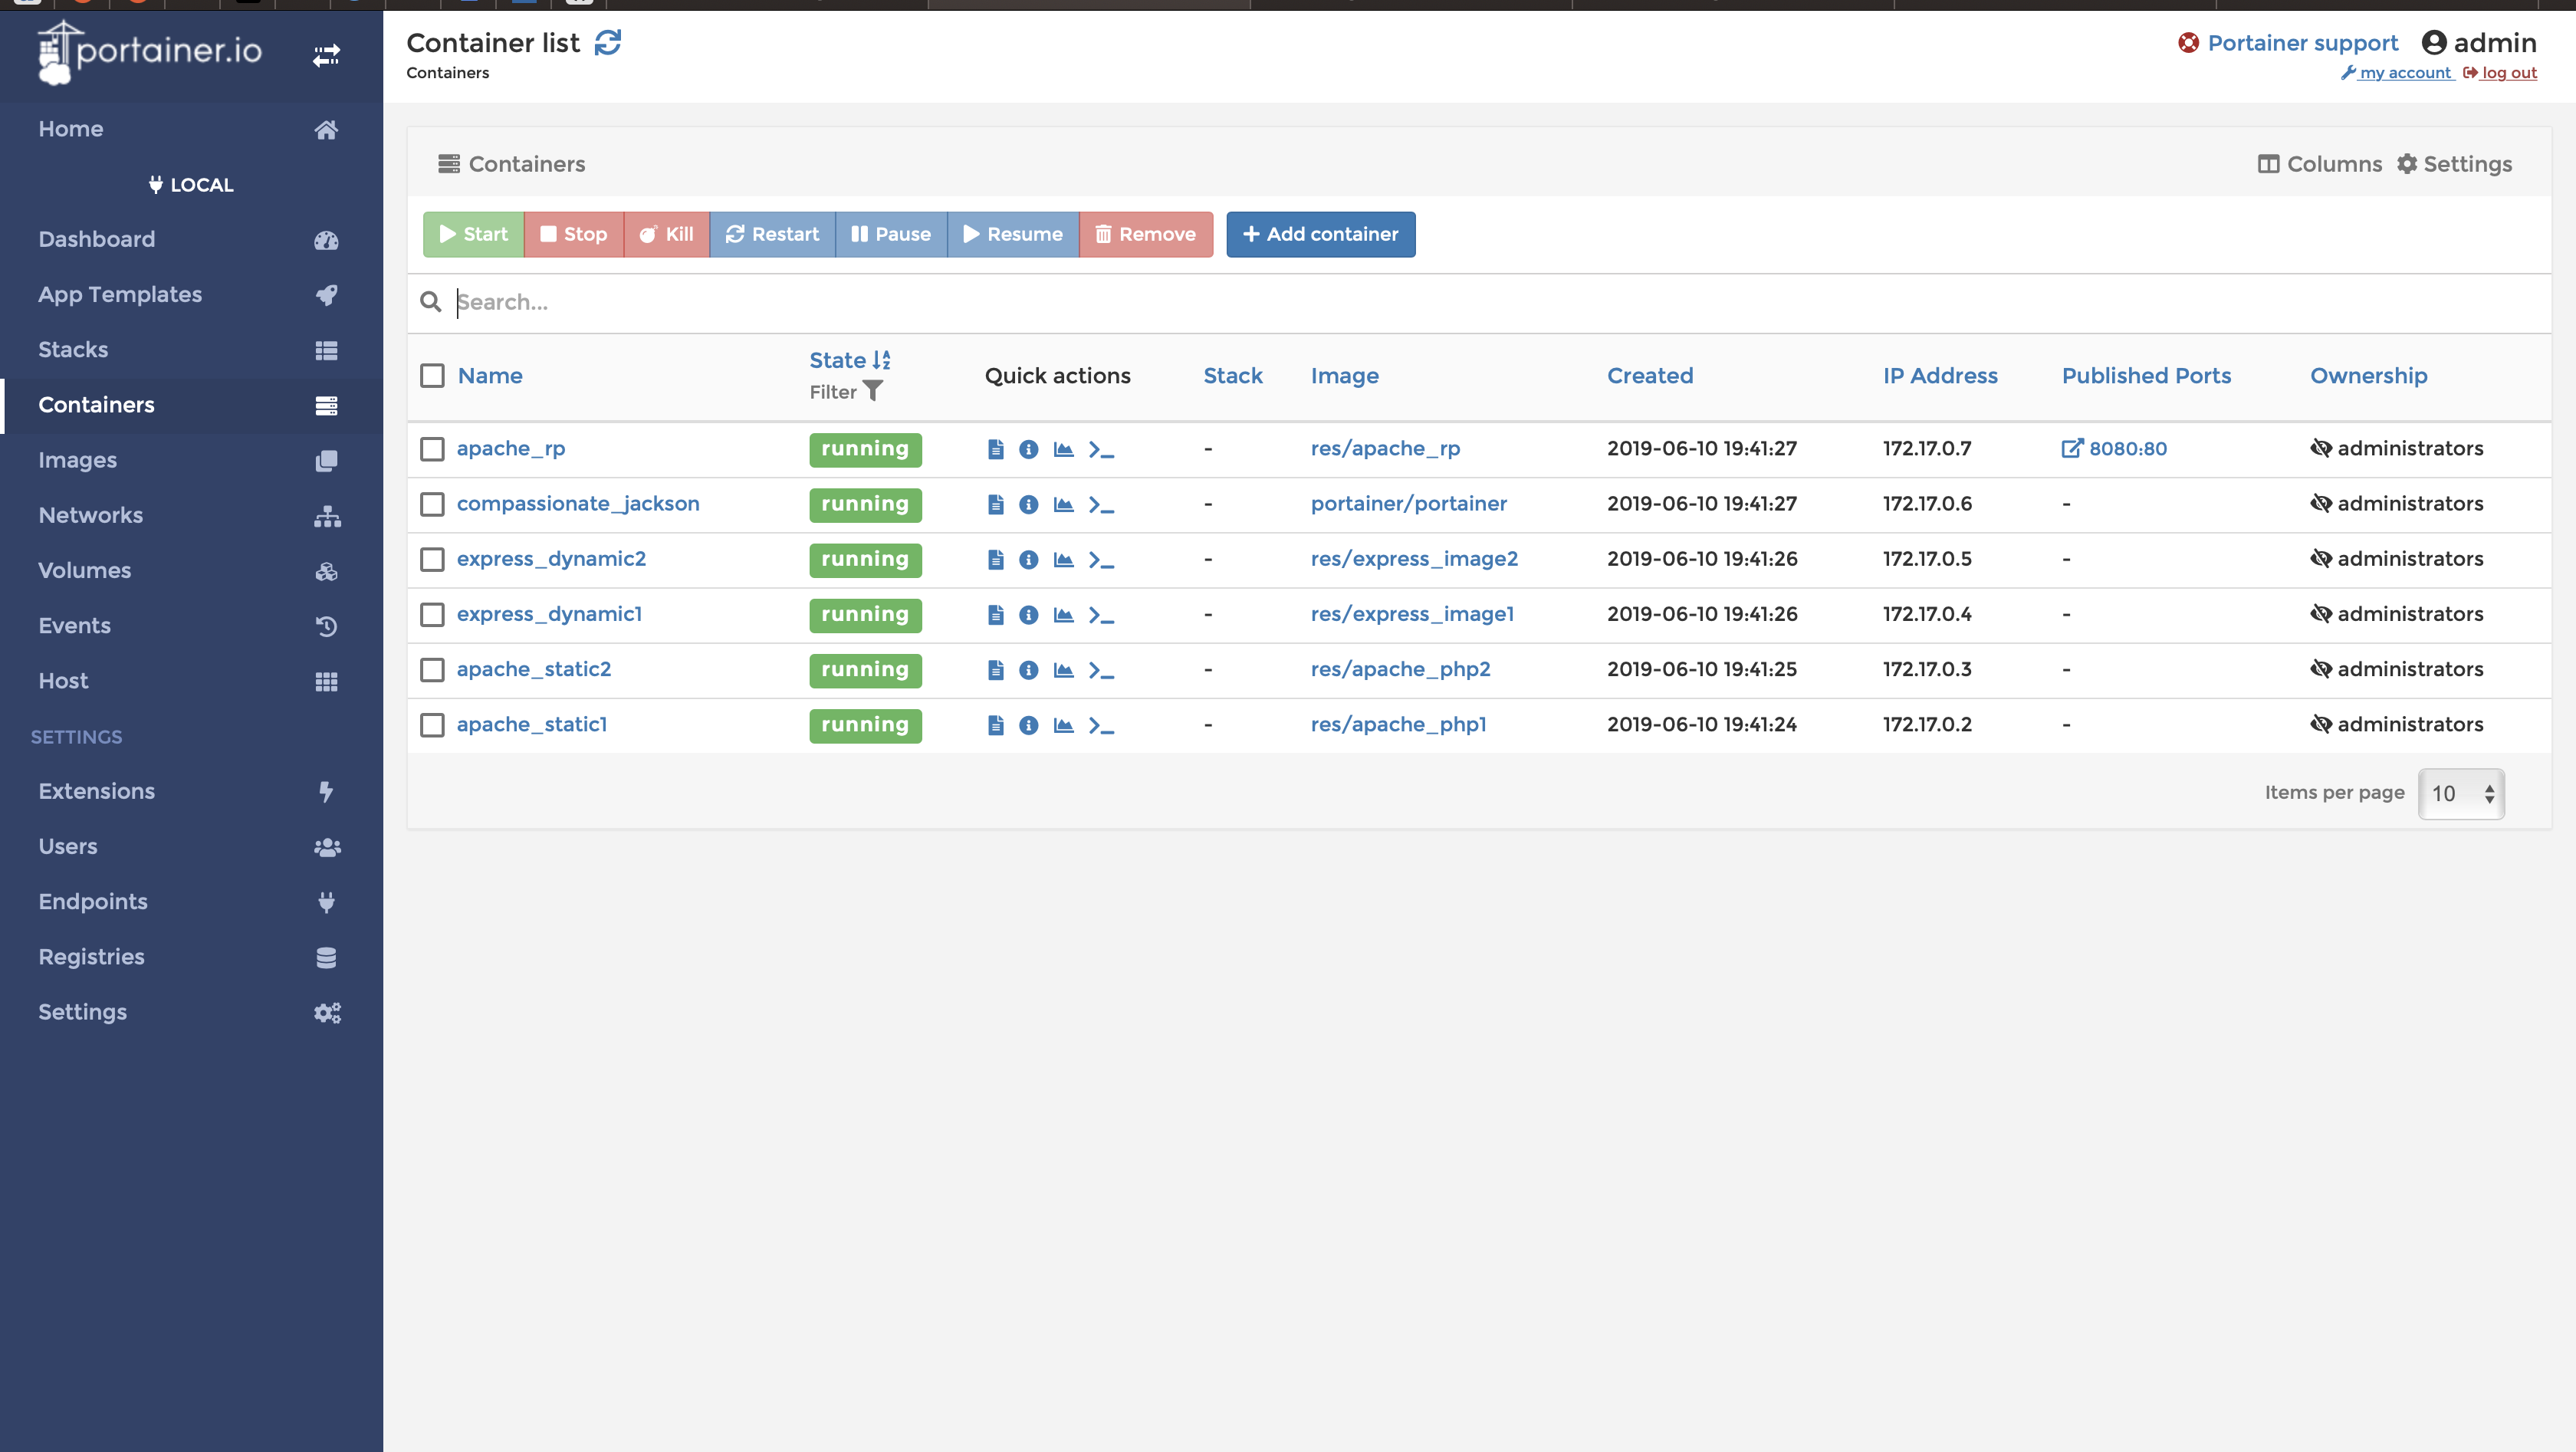 portainer.io
Container list
Containers
Portainer support admin
my account log out
Home
LOCAL
Dashboard
App Templates
Stacks
Containers
Images
Networks
Volumes
Events
Host
SETTINGS
Extensions
Users
Endpoints
Registries
Settings
Containers
Columns Settings
Start Stop Kill Restart Pause Resume Remove Add container
Search...
Name State Filter Quick actions Stack Image Created IP Address Published Ports Ownership
apache_rp running - res/apache_rp 2019-06-10 19:41:27 172.17.0.7 8080:80 administrators
compassionate_jackson running - portainer/portainer 2019-06-10 19:41:27 172.17.0.6 - administrators
express_dynamic2 running - res/express_image2 2019-06-10 19:41:26 172.17.0.5 - administrators
express_dynamic1 running - res/express_image1 2019-06-10 19:41:26 172.17.0.4 - administrators
apache_static2 running - res/apache_php2 2019-06-10 19:41:25 172.17.0.3 - administrators
apache_static1 running - res/apache_php1 2019-06-10 19:41:24 172.17.0.2 - administrators
Items per page 10